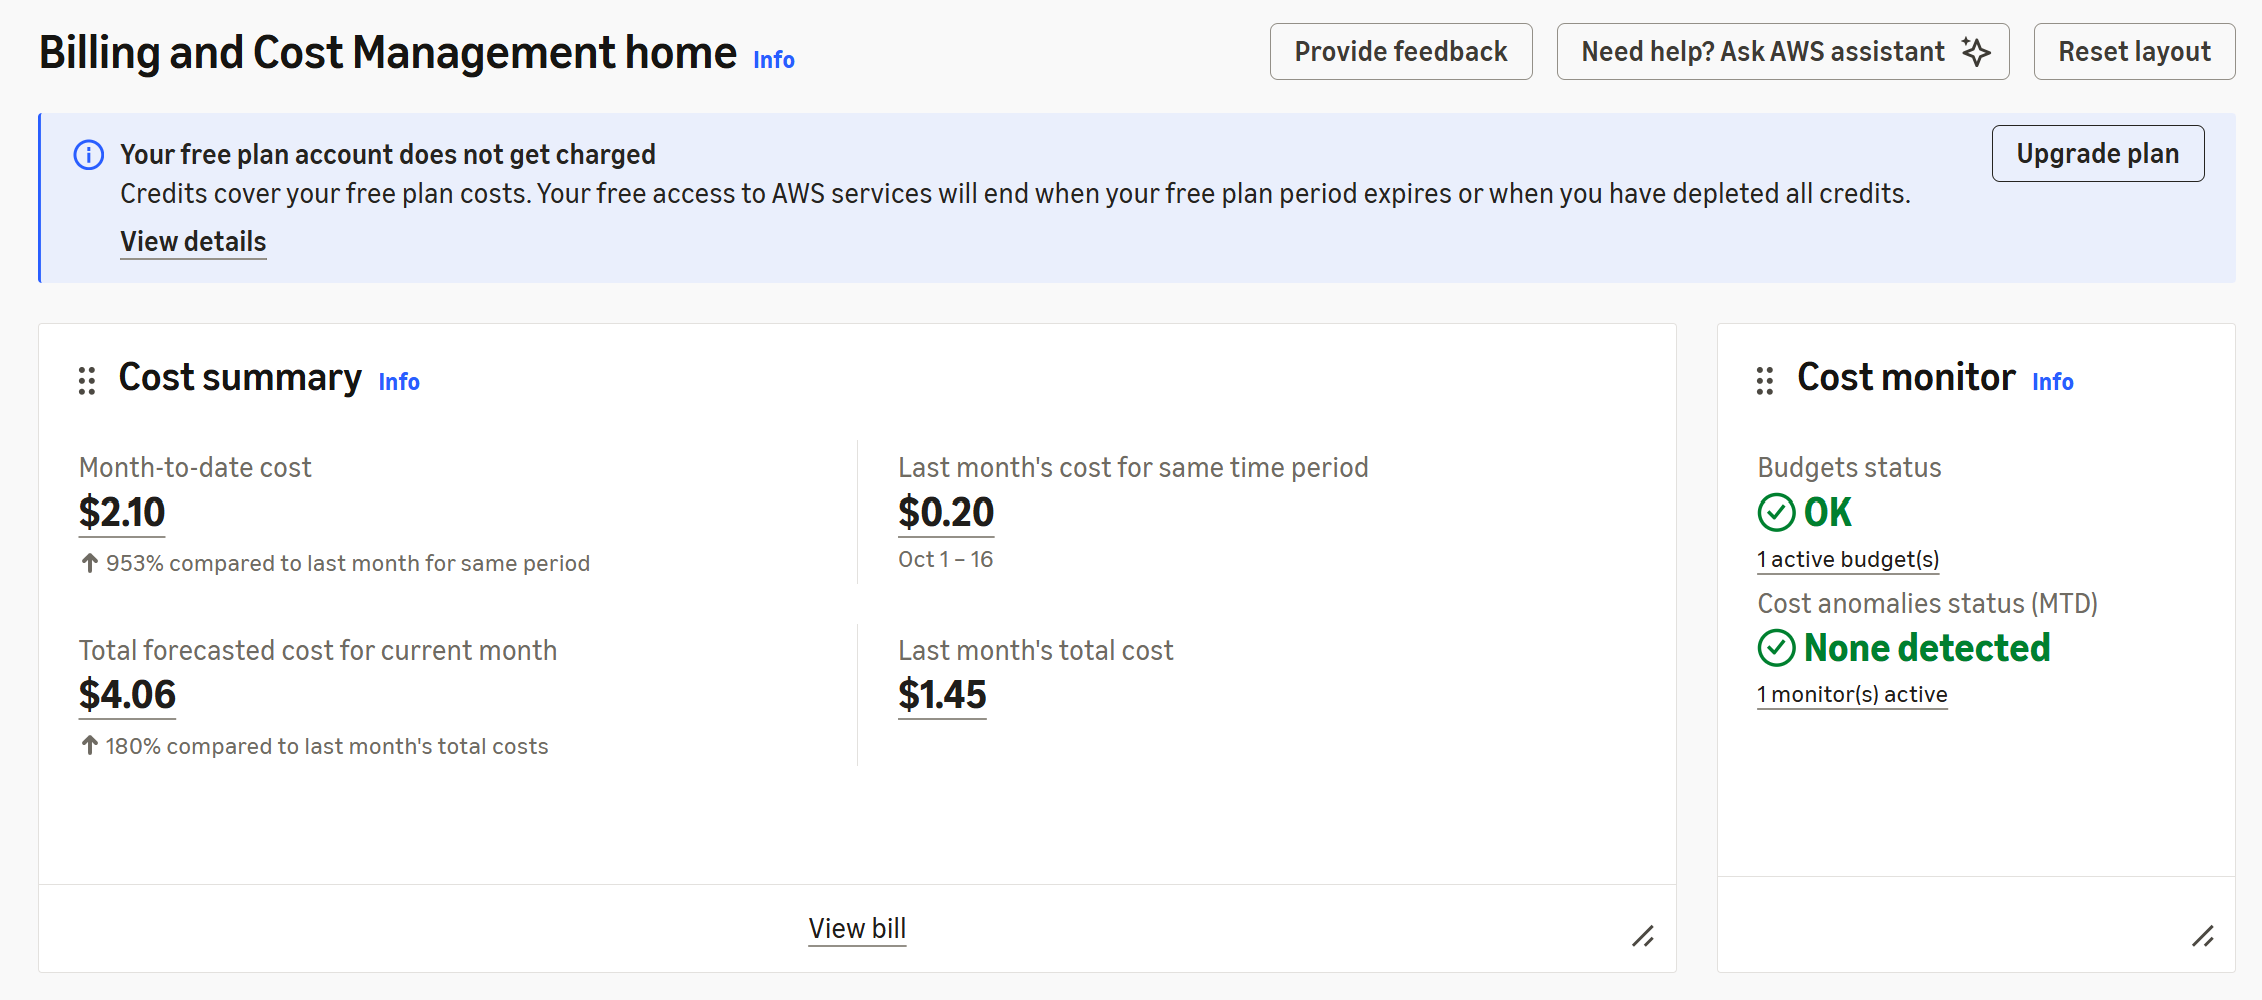 Billing and Cost Management home Info
Provide feedback
Need help? Ask AWS assistant
Reset layout
Your free plan account does not get charged
Credits cover your free plan costs. Your free access to AWS services will end when your free plan period expires or when you have depleted all credits.
View details
Upgrade plan
Cost summary Info
Month-to-date cost
$2.10
953% compared to last month for same period
Last month's cost for same time period
$0.20
Oct 1 – 16
Total forecasted cost for current month
$4.06
180% compared to last month's total costs
Last month's total cost
$1.45
View bill
Cost monitor Info
Budgets status
OK
1 active budget(s)
Cost anomalies status (MTD)
None detected
1 monitor(s) active